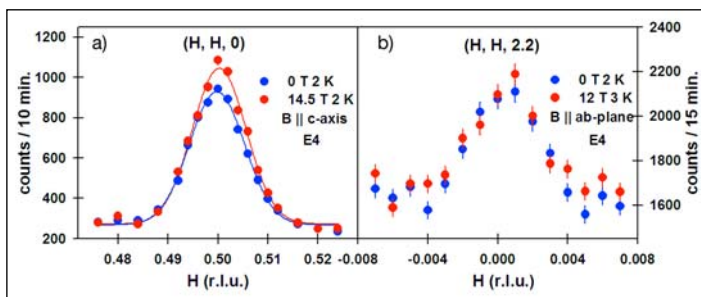 a)
(H, H, 0)
0 T 2 K
14.5 T 2 K
B || c-axis
E4
counts / 10 min.
1200
1000
800
600
400
200
0.48
0.49
0.50
0.51
0.52
H (r.l.u.)
b)
(H, H, 2.2)
0 T 2 K
12 T 3 K
B || ab-plane
E4
2400
2200
2000
1800
1600
counts / 15 min.
-0.008
-0.004
0.000
0.004
0.008
H (r.l.u.)